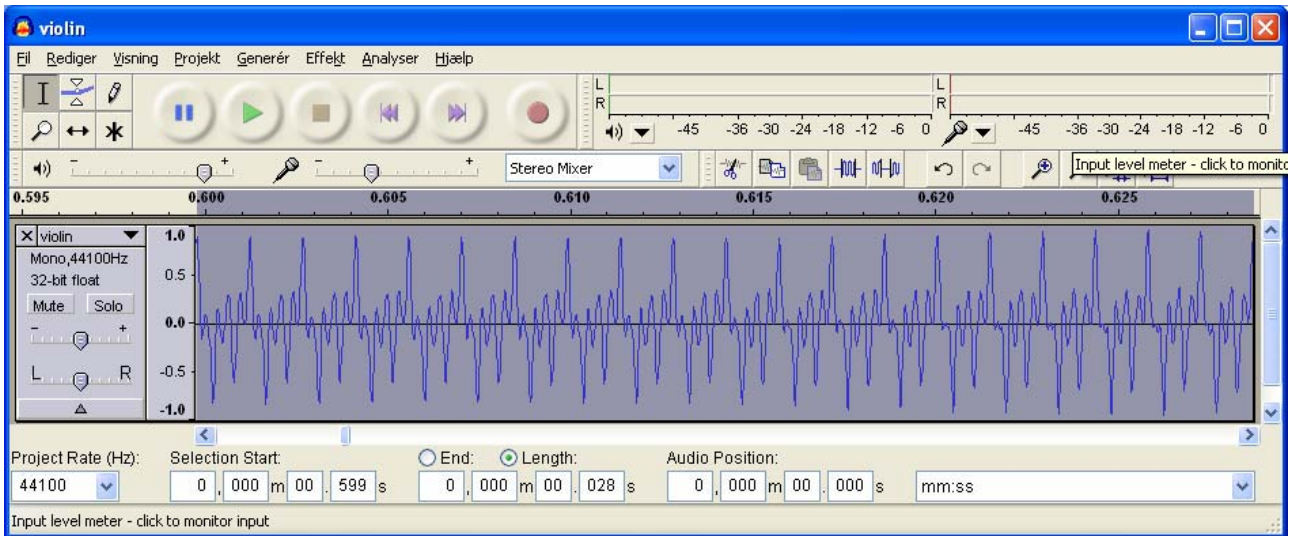 violin
Fil Rediger Visning Projekt Generér Effekt Analyser Hjælp
L
R
-45 -36 -30 -24 -18 -12 -6 0
L
R
-45 -36 -30 -24 -18 -12 -6 0
- + - + Stereo Mixer
Input level meter - click to monito
0.595 0.600 0.605 0.610 0.615 0.620 0.625
X violin
Mono,44100Hz
32-bit float
Mute Solo
- +
L R
1.0
0.5
0.0
-0.5
-1.0
Project Rate (Hz): Selection Start: End: Length: Audio Position:
44100 0 , 000 m 00 . 599 s 0 , 000 m 00 . 028 s 0 , 000 m 00 . 000 s mm:ss
Input level meter - click to monitor input